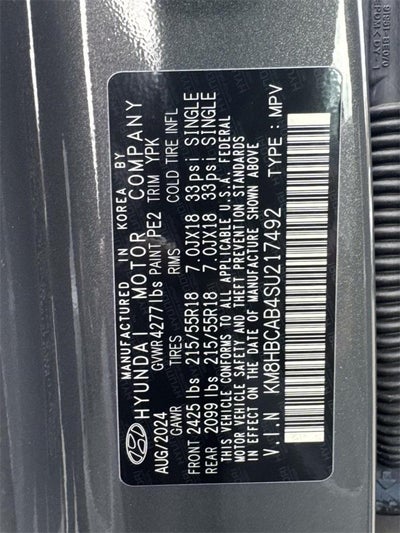 MANUFACTURED IN KOREA BY
HYUNDAI MOTOR COMPANY
AUG/2024 GVWR 4277lbs PAINT PE2 TRIM YPK
GAWR TIRES RIMS COLD TIRE INFL
FRONT 2425 lbs 215/55R18 7.0JX18 33psi SINGLE
REAR 2099 lbs 215/55R18 7.0JX18 33psi SINGLE
THIS VEHICLE CONFORMS TO ALL APPLICABLE U.S.A. FEDERAL
MOTOR VEHICLE SAFETY AND THEFT PREVENTION STANDARDS
IN EFFECT ON THE DATE OF MANUFACTURE SHOWN ABOVE
V.I.N KM8HBCAB4SU217492 TYPE : MPV